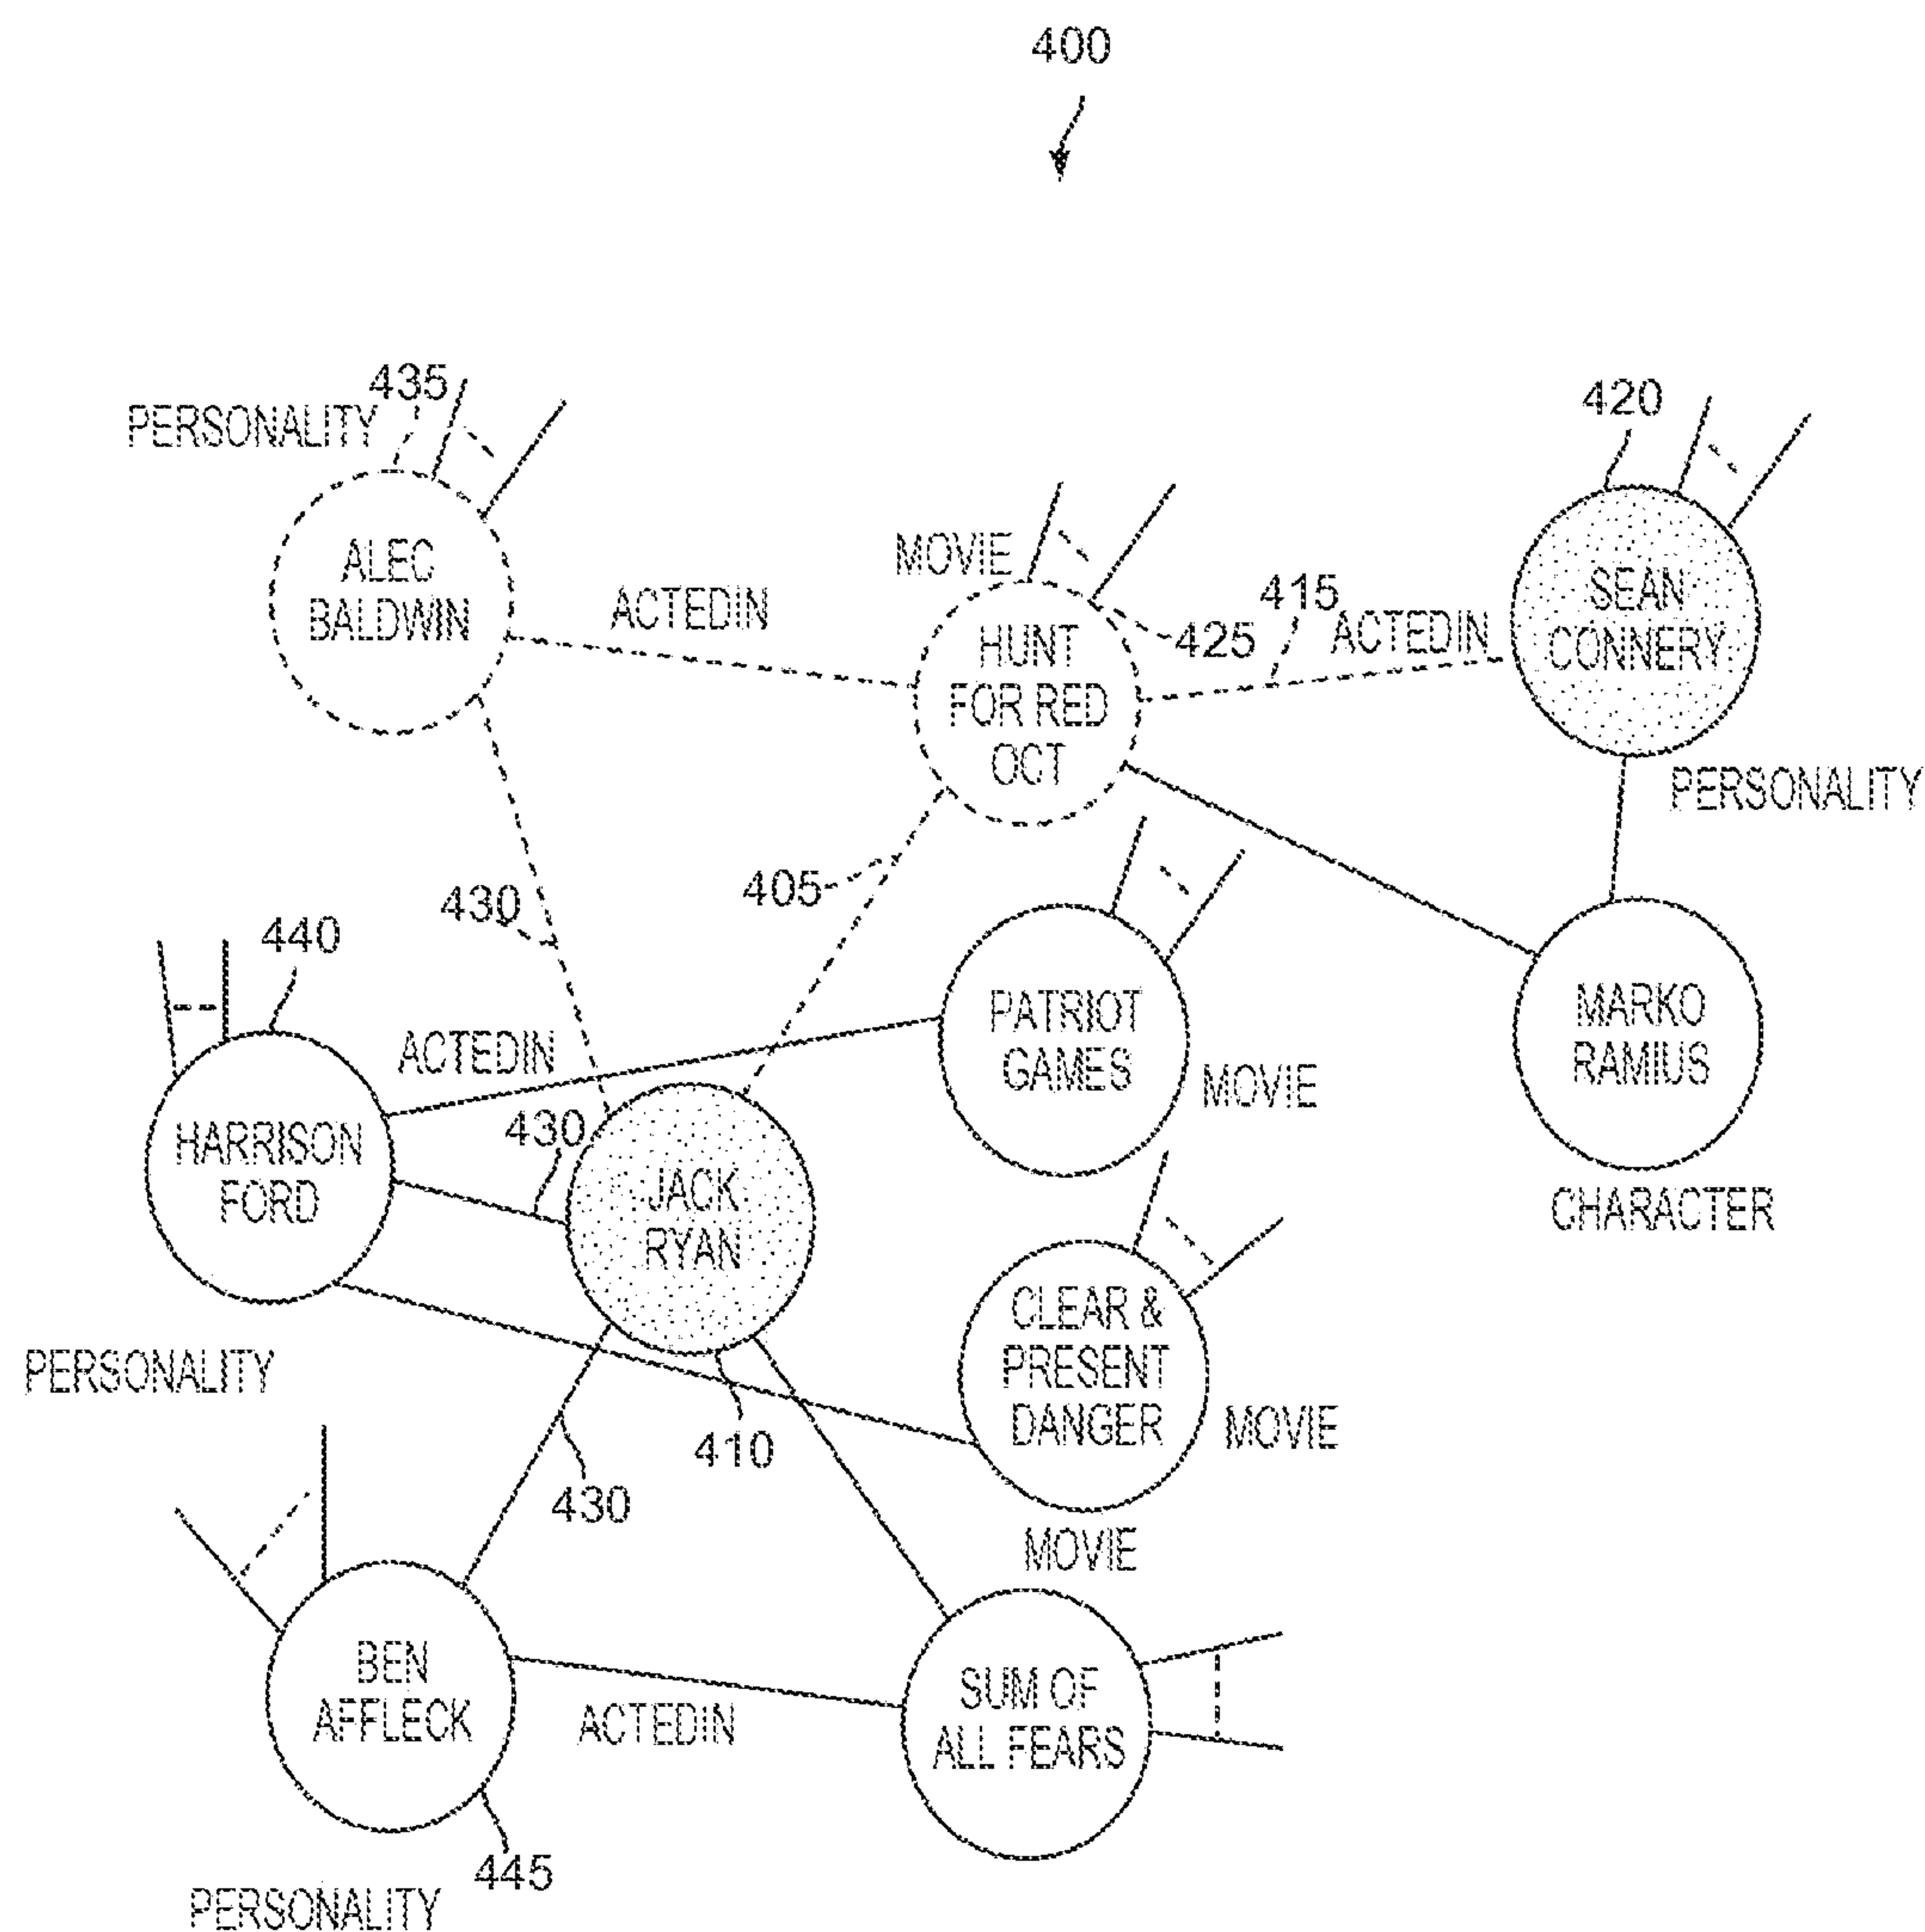 400
435
PERSONALITY
420
ALEC
BALDWIN
ACTEDIN
MOVIE
HUNT
FOR RED
OCT
425
415
ACTEDIN
SEAN
CONNERY
PERSONALITY
430
405
440
ACTEDIN
PATRIOT
GAMES
MOVIE
MARKO
RAMIUS
CHARACTER
HARRISON
FORD
430
JACK
RYAN
PERSONALITY
CLEAR &
PRESENT
DANGER
MOVIE
410
430
MOVIE
BEN
AFFLECK
ACTEDIN
SUM OF
ALL FEARS
445
PERSONALITY